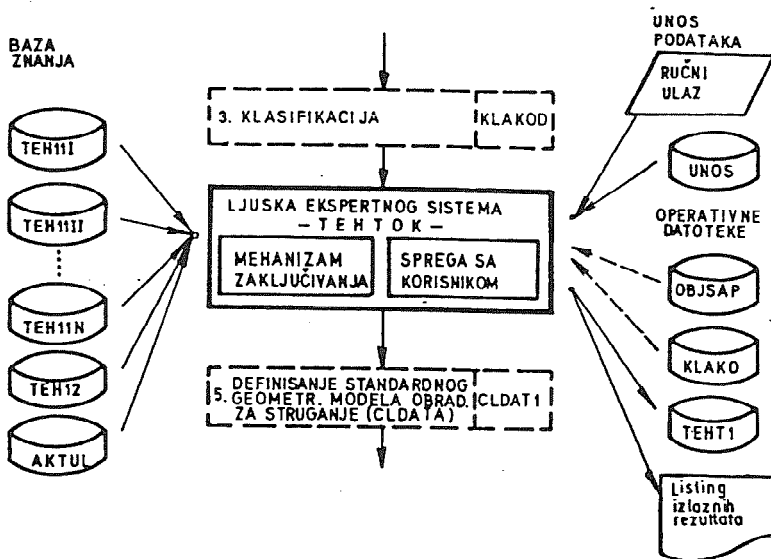 BAZA
ZNANJA
TEH11I
TEH11II
TEH11N
TEH12
AKTUL
3. KLASIFIKACIJA
KLAKOD
LJUSKA EKSPERTNOG SISTEMA
– TEHTOK –
MEHANIZAM
ZAKLJUČIVANJA
SPREGA SA
KORISNIKOM
5. DEFINISANJE STANDARDNOG
GEOMETR. MODELA OBRAD.
ZA STRUGANJE (CLDATA)
CLDAT1
UNOS
PODATAKA
RUČNI
ULAZ
UNOS
OPERATIVNE
DATOTEKE
OBJSAP
KLAKO
TEHT1
Listing
izlaznih
rezultata